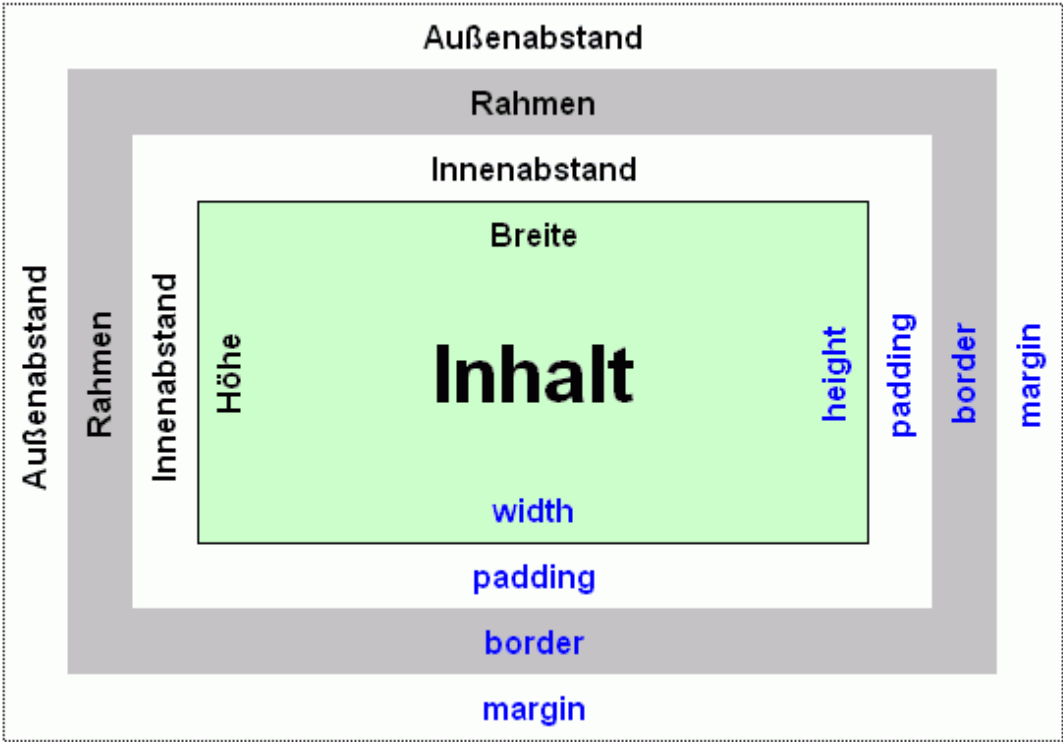 Außenabstand
Rahmen
Innenabstand
Breite
Außenabstand
Rahmen
Innenabstand
Höhe
Inhalt
height
padding
border
margin
width
padding
border
margin